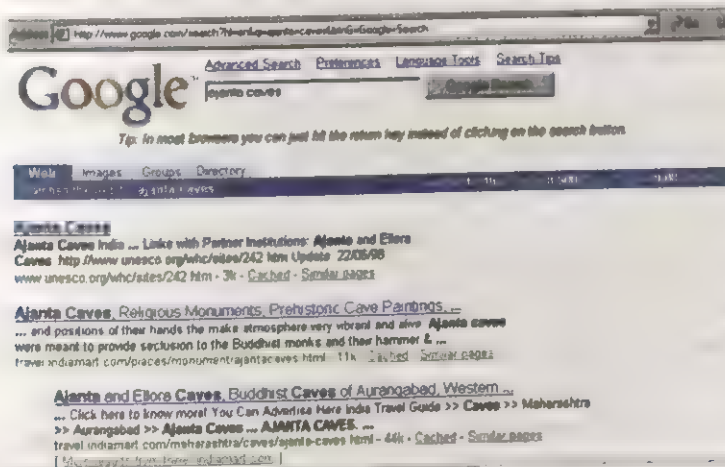 Address http://www.google.com/search?
Advanced Search Preferences Language Tools Search Tips
Google
ajanta caves
Google Search
Tip: In most browsers you can just hit the return key instead of clicking on the search button.
Web Images Groups Directory
ajanta caves
Ajanta Caves
Ajanta Caves India ... Links with Partner Institutions: Ajanta and Ellora
Caves http://www.unesco.org/whc/sites/242.htm Update 22/06/98
www.unesco.org/whc/sites/242.htm - 3k - Cached - Similar pages
Ajanta Caves, Religious Monuments, Prehistoric Cave Paintings, ...
... and positions of their hands the make atmosphere very vibrant and alive Ajanta caves
were meant to provide seclusion to the Buddhist monks and their hammer & ...
travel.indiamart.com/places/monument/ajantacaves.html - 11k - Cached - Similar pages
Ajanta and Ellora Caves, Buddhist Caves of Aurangabad, Western ...
... Click here to know more! You Can Advertise Here India Travel Guide >> Caves >> Maharashtra
>> Aurangabad >> Ajanta Caves ... AJANTA CAVES. ...
travel.indiamart.com/maharashtra/caves/ajanta-caves.html - 44k - Cached - Similar pages